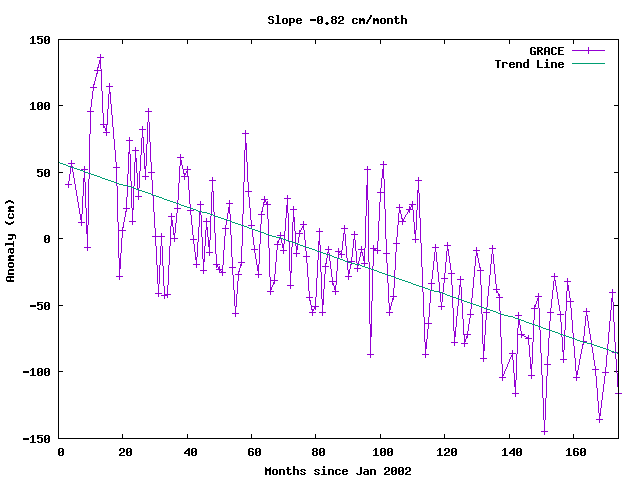 Slope -0.82 cm/month
GRACE
Trend Line
150
100
50
0
-50
-100
-150
Anomaly (cm)
0 20 40 60 80 100 120 140 160
Months since Jan 2002